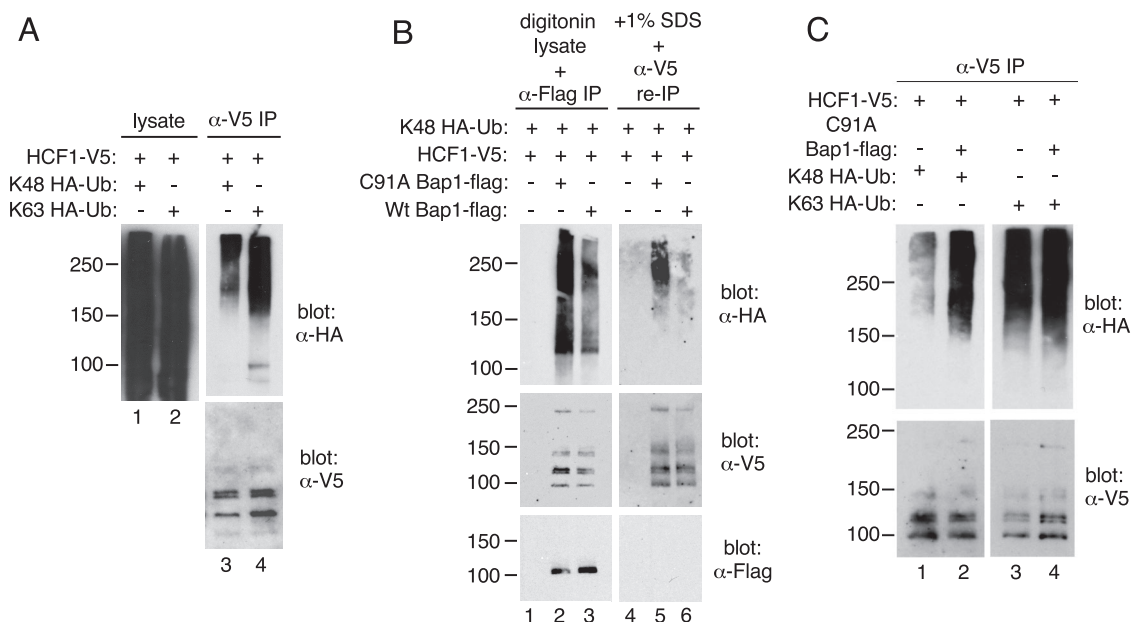 A
lysate α-V5 IP
HCF1-V5: + + + +
K48 HA-Ub: + - + -
K63 HA-Ub: - + - +
250
150
100
blot:
α-HA
1 2
blot:
α-V5
3 4
B
digitonin
lysate
+
α-Flag IP
+1% SDS
+
α-V5
re-IP
K48 HA-Ub: + + + + + +
HCF1-V5: + + + + + +
C91A Bap1-flag: - + - - + -
Wt Bap1-flag: - - + - - +
250
150
100
blot:
α-HA
250
150
100
blot:
α-V5
150
100
blot:
α-Flag
1 2 3 4 5 6
C
α-V5 IP
HCF1-V5: + + + +
C91A
Bap1-flag: - + - +
K48 HA-Ub: + + - -
K63 HA-Ub: - - + +
250
150
100
blot:
α-HA
250
150
100
blot:
α-V5
1 2 3 4